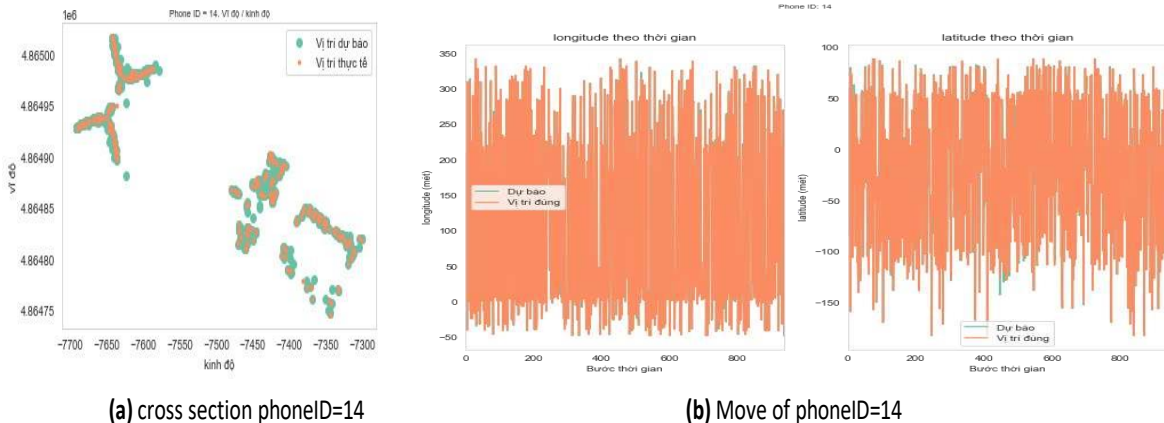 Phone ID = 14. Vĩ độ / kinh độ
1e6
Vị trí dự báo
Vị trí thực tế
4.86500
4.86495
4.86490
4.86485
4.86480
4.86475
vĩ độ
−7700 −7650 −7600 −7550 −7500 −7450 −7400 −7350 −7300
kinh độ
Phone ID: 14
longitude theo thời gian
350
300
250
200
150
100
50
0
−50
longitude (mét)
Dự báo
Vị trí đúng
0 200 400 600 800
Bước thời gian
latitude theo thời gian
100
50
0
−50
−100
−150
latitude (mét)
Dự báo
Vị trí đúng
0 200 400 600 800
Bước thời gian
(a) cross section phoneID=14
(b) Move of phoneID=14